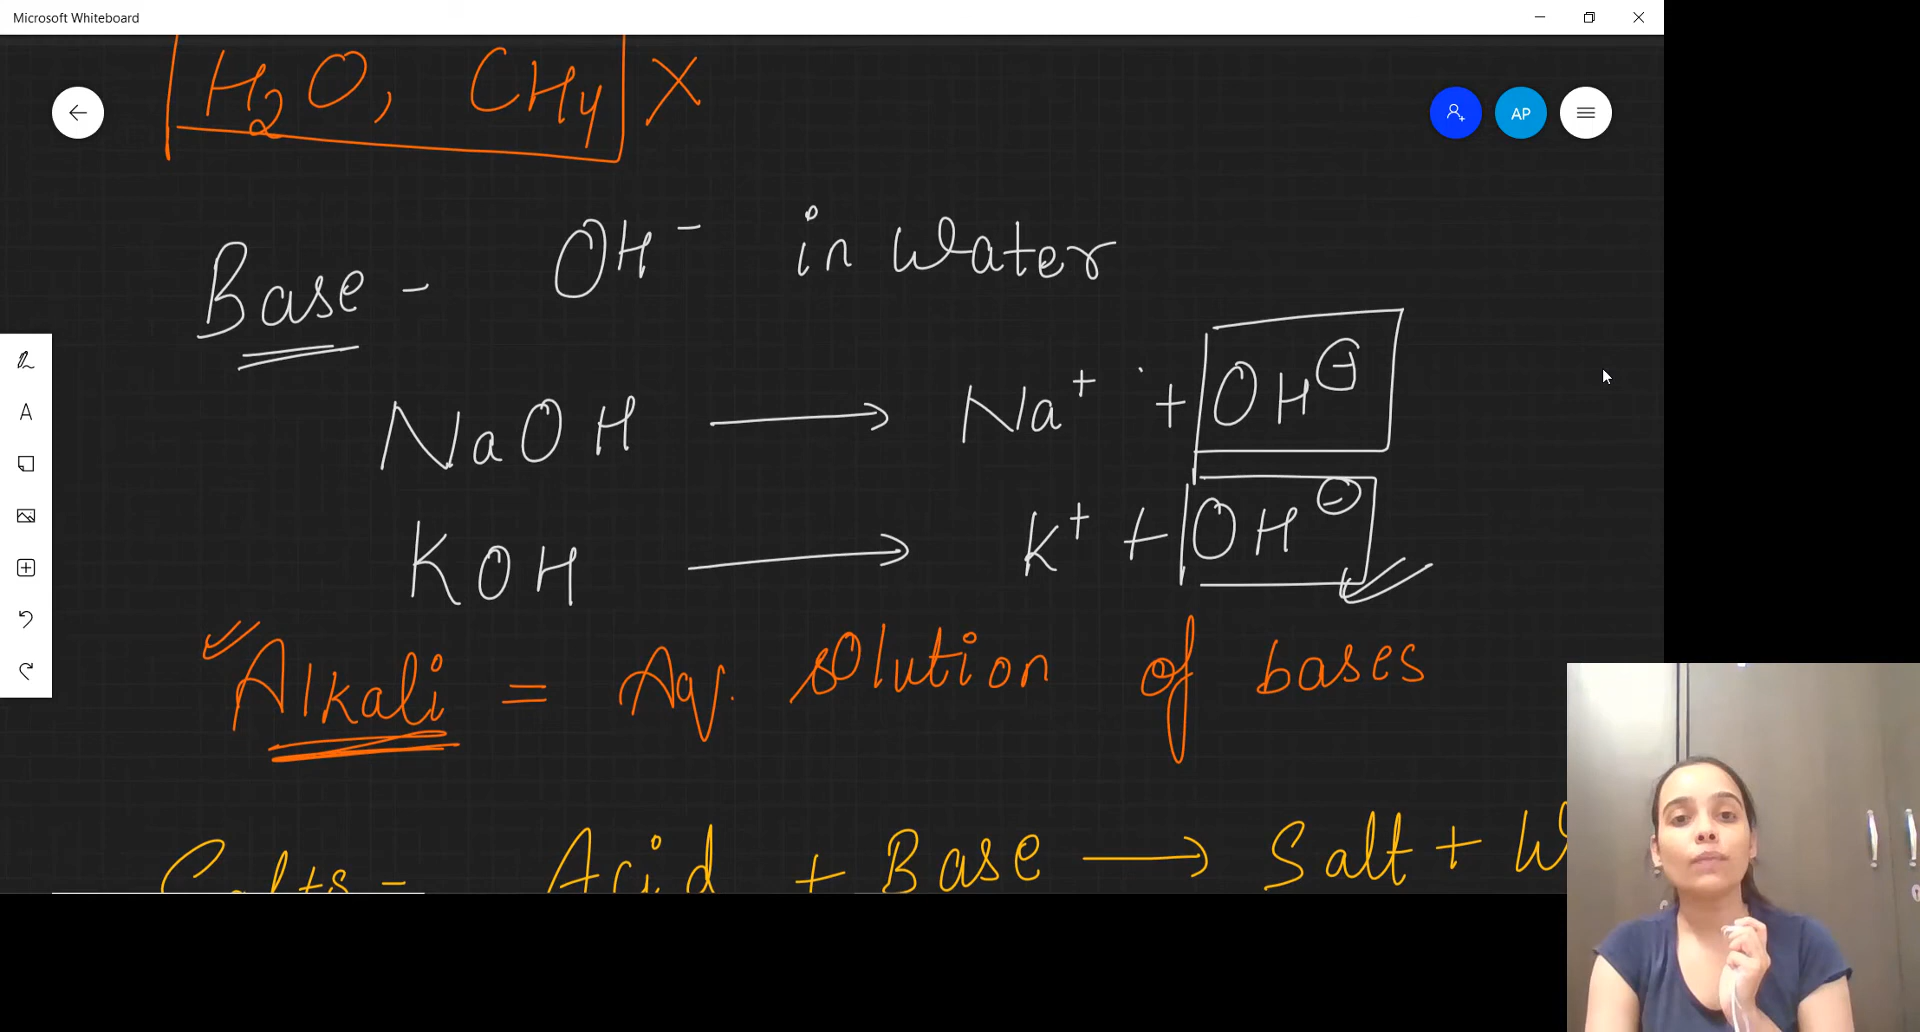 Microsoft Whiteboard
H₂O, CH₄ X
AP
Base - OH⁻ in water
NaOH → Na⁺ + OH⁻
KOH → K⁺ + OH⁻
A
Alkali = Aq. solution of bases
Salts - Acid + Base → Salt + W